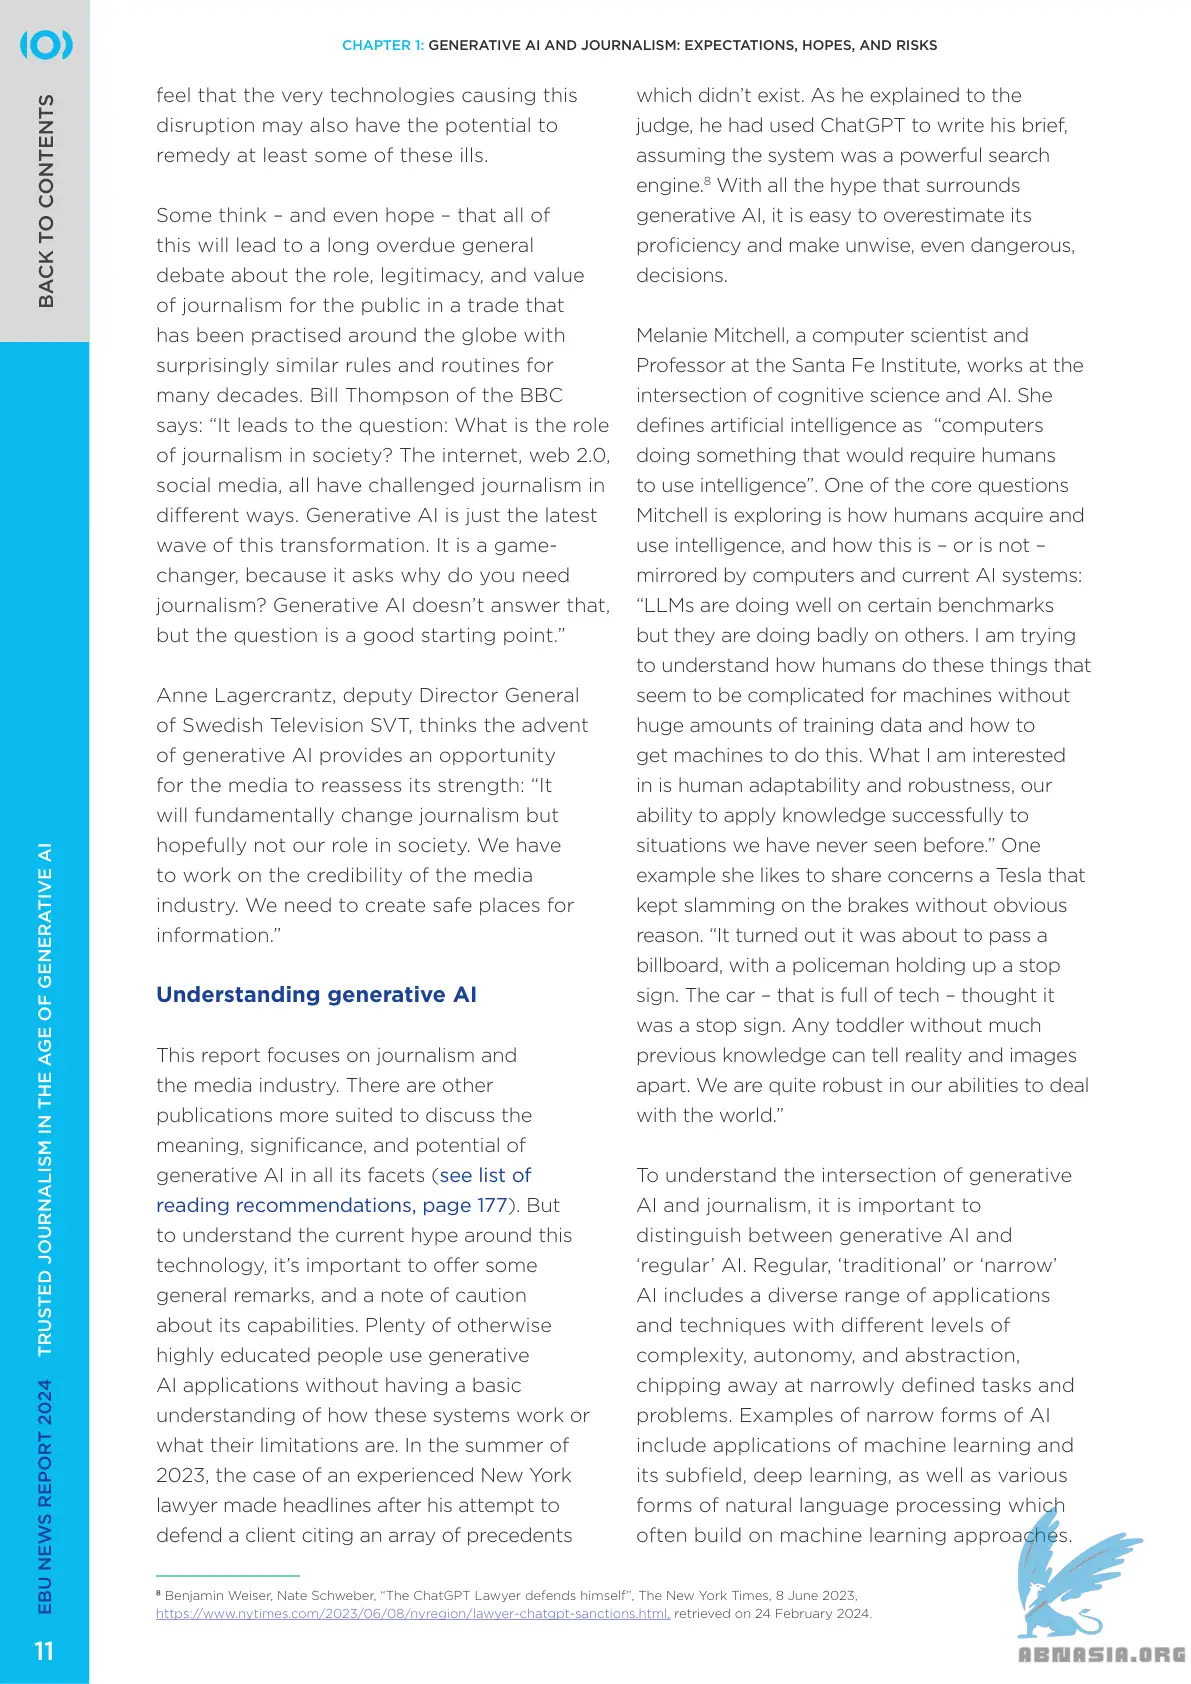 CHAPTER 1: GENERATIVE AI AND JOURNALISM: EXPECTATIONS, HOPES, AND RISKS
BACK TO CONTENTS
feel that the very technologies causing this
disruption may also have the potential to
remedy at least some of these ills.
Some think – and even hope – that all of
this will lead to a long overdue general
debate about the role, legitimacy, and value
of journalism for the public in a trade that
has been practised around the globe with
surprisingly similar rules and routines for
many decades. Bill Thompson of the BBC
says: “It leads to the question: What is the role
of journalism in society? The internet, web 2.0,
social media, all have challenged journalism in
different ways. Generative AI is just the latest
wave of this transformation. It is a game-
changer, because it asks why do you need
journalism? Generative AI doesn’t answer that,
but the question is a good starting point.”
Anne Lagercrantz, deputy Director General
of Swedish Television SVT, thinks the advent
of generative AI provides an opportunity
for the media to reassess its strength: “It
will fundamentally change journalism but
hopefully not our role in society. We have
to work on the credibility of the media
industry. We need to create safe places for
information.”
Understanding generative AI
This report focuses on journalism and
the media industry. There are other
publications more suited to discuss the
meaning, significance, and potential of
generative AI in all its facets (see list of
reading recommendations, page 177). But
to understand the current hype around this
technology, it’s important to offer some
general remarks, and a note of caution
about its capabilities. Plenty of otherwise
highly educated people use generative
AI applications without having a basic
understanding of how these systems work or
what their limitations are. In the summer of
2023, the case of an experienced New York
lawyer made headlines after his attempt to
defend a client citing an array of precedents
which didn’t exist. As he explained to the
judge, he had used ChatGPT to write his brief,
assuming the system was a powerful search
engine.⁸ With all the hype that surrounds
generative AI, it is easy to overestimate its
proficiency and make unwise, even dangerous,
decisions.
Melanie Mitchell, a computer scientist and
Professor at the Santa Fe Institute, works at the
intersection of cognitive science and AI. She
defines artificial intelligence as  “computers
doing something that would require humans
to use intelligence”. One of the core questions
Mitchell is exploring is how humans acquire and
use intelligence, and how this is – or is not –
mirrored by computers and current AI systems:
“LLMs are doing well on certain benchmarks
but they are doing badly on others. I am trying
to understand how humans do these things that
seem to be complicated for machines without
huge amounts of training data and how to
get machines to do this. What I am interested
in is human adaptability and robustness, our
ability to apply knowledge successfully to
situations we have never seen before.” One
example she likes to share concerns a Tesla that
kept slamming on the brakes without obvious
reason. “It turned out it was about to pass a
billboard, with a policeman holding up a stop
sign. The car – that is full of tech – thought it
was a stop sign. Any toddler without much
previous knowledge can tell reality and images
apart. We are quite robust in our abilities to deal
with the world.”
To understand the intersection of generative
AI and journalism, it is important to
distinguish between generative AI and
‘regular’ AI. Regular, ‘traditional’ or ‘narrow’
AI includes a diverse range of applications
and techniques with different levels of
complexity, autonomy, and abstraction,
chipping away at narrowly defined tasks and
problems. Examples of narrow forms of AI
include applications of machine learning and
its subfield, deep learning, as well as various
forms of natural language processing which
often build on machine learning approaches.
⁸ Benjamin Weiser, Nate Schweber, “The ChatGPT Lawyer defends himself”, The New York Times, 8 June 2023,
https://www.nytimes.com/2023/06/08/nyregion/lawyer-chatgpt-sanctions.html, retrieved on 24 February 2024.
EBU NEWS REPORT 2024 TRUSTED JOURNALISM IN THE AGE OF GENERATIVE AI
11
ABNASIA.ORG